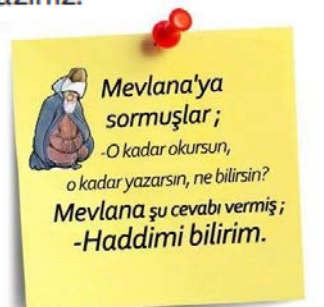 Mevlana'ya
sormuşlar ;
-O kadar okursun,
o kadar yazarsın, ne bilirsin?
Mevlana şu cevabı vermiş ;
-Haddimi bilirim.